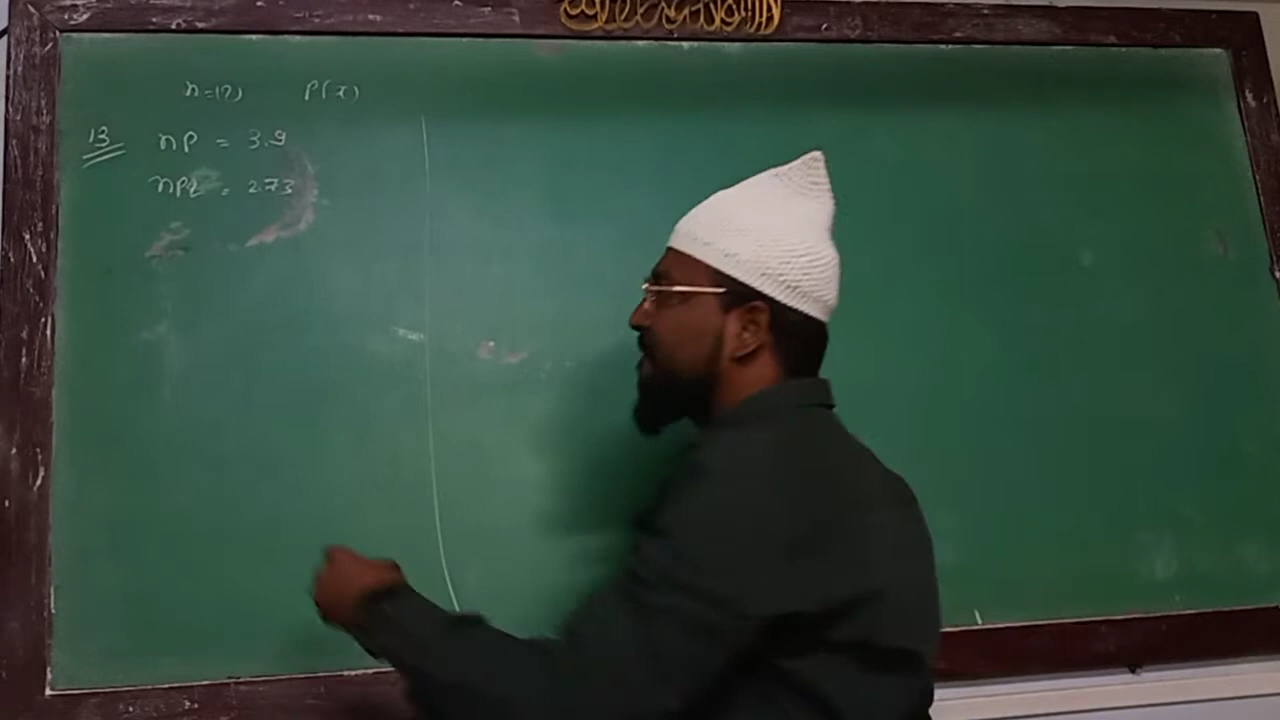 n=(?) P(x)
13 nP = 3.9
nPq = 2.73